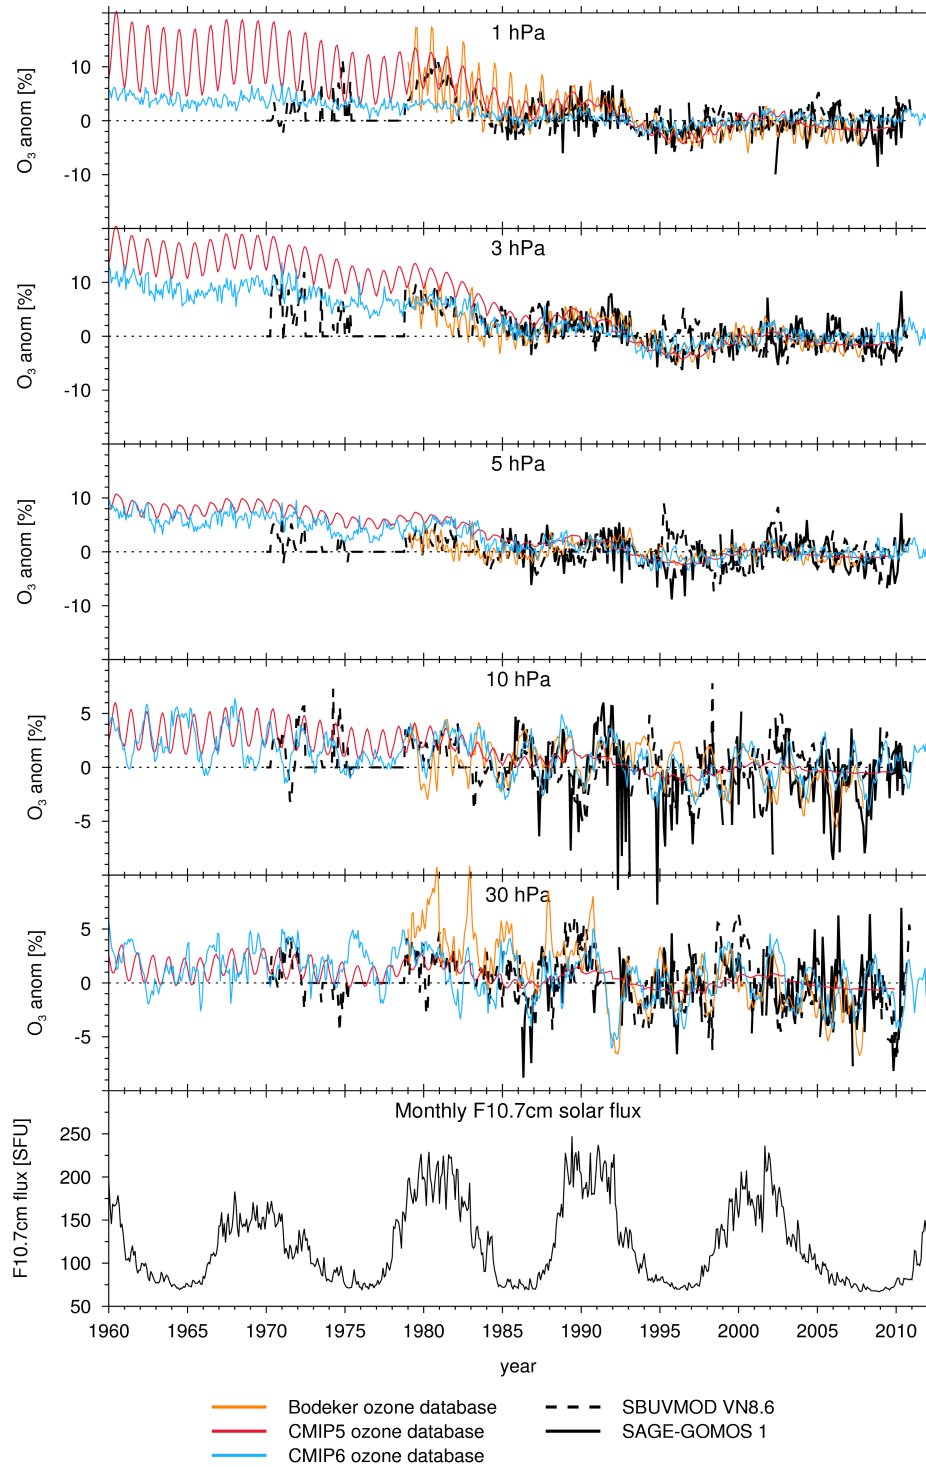 1 hPa
10
0
-10
O3 anom [%]
3 hPa
10
0
-10
O3 anom [%]
5 hPa
10
0
-10
O3 anom [%]
10 hPa
5
0
-5
O3 anom [%]
30 hPa
5
0
-5
O3 anom [%]
Monthly F10.7cm solar flux
250
200
150
100
50
F10.7cm flux [SFU]
1960 1965 1970 1975 1980 1985 1990 1995 2000 2005 2010
year
Bodeker ozone database
CMIP5 ozone database
CMIP6 ozone database
SBUVMOD VN8.6
SAGE-GOMOS 1